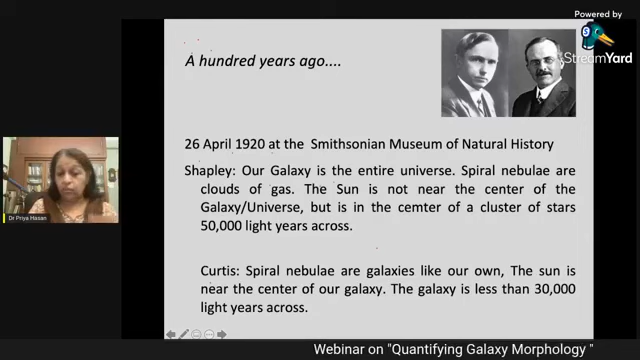 Powered by
StreamYard
A hundred years ago....
26 April 1920 at the Smithsonian Museum of Natural History
Shapley: Our Galaxy is the entire universe. Spiral nebulae are
clouds of gas. The Sun is not near the center of the
Galaxy/Universe, but is in the cemter of a cluster of stars
50,000 light years across.
Curtis: Spiral nebulae are galaxies like our own, The sun is
near the center of our galaxy. The galaxy is less than 30,000
light years across.
Dr Priya Hasan
Webinar on "Quantifying Galaxy Morphology "